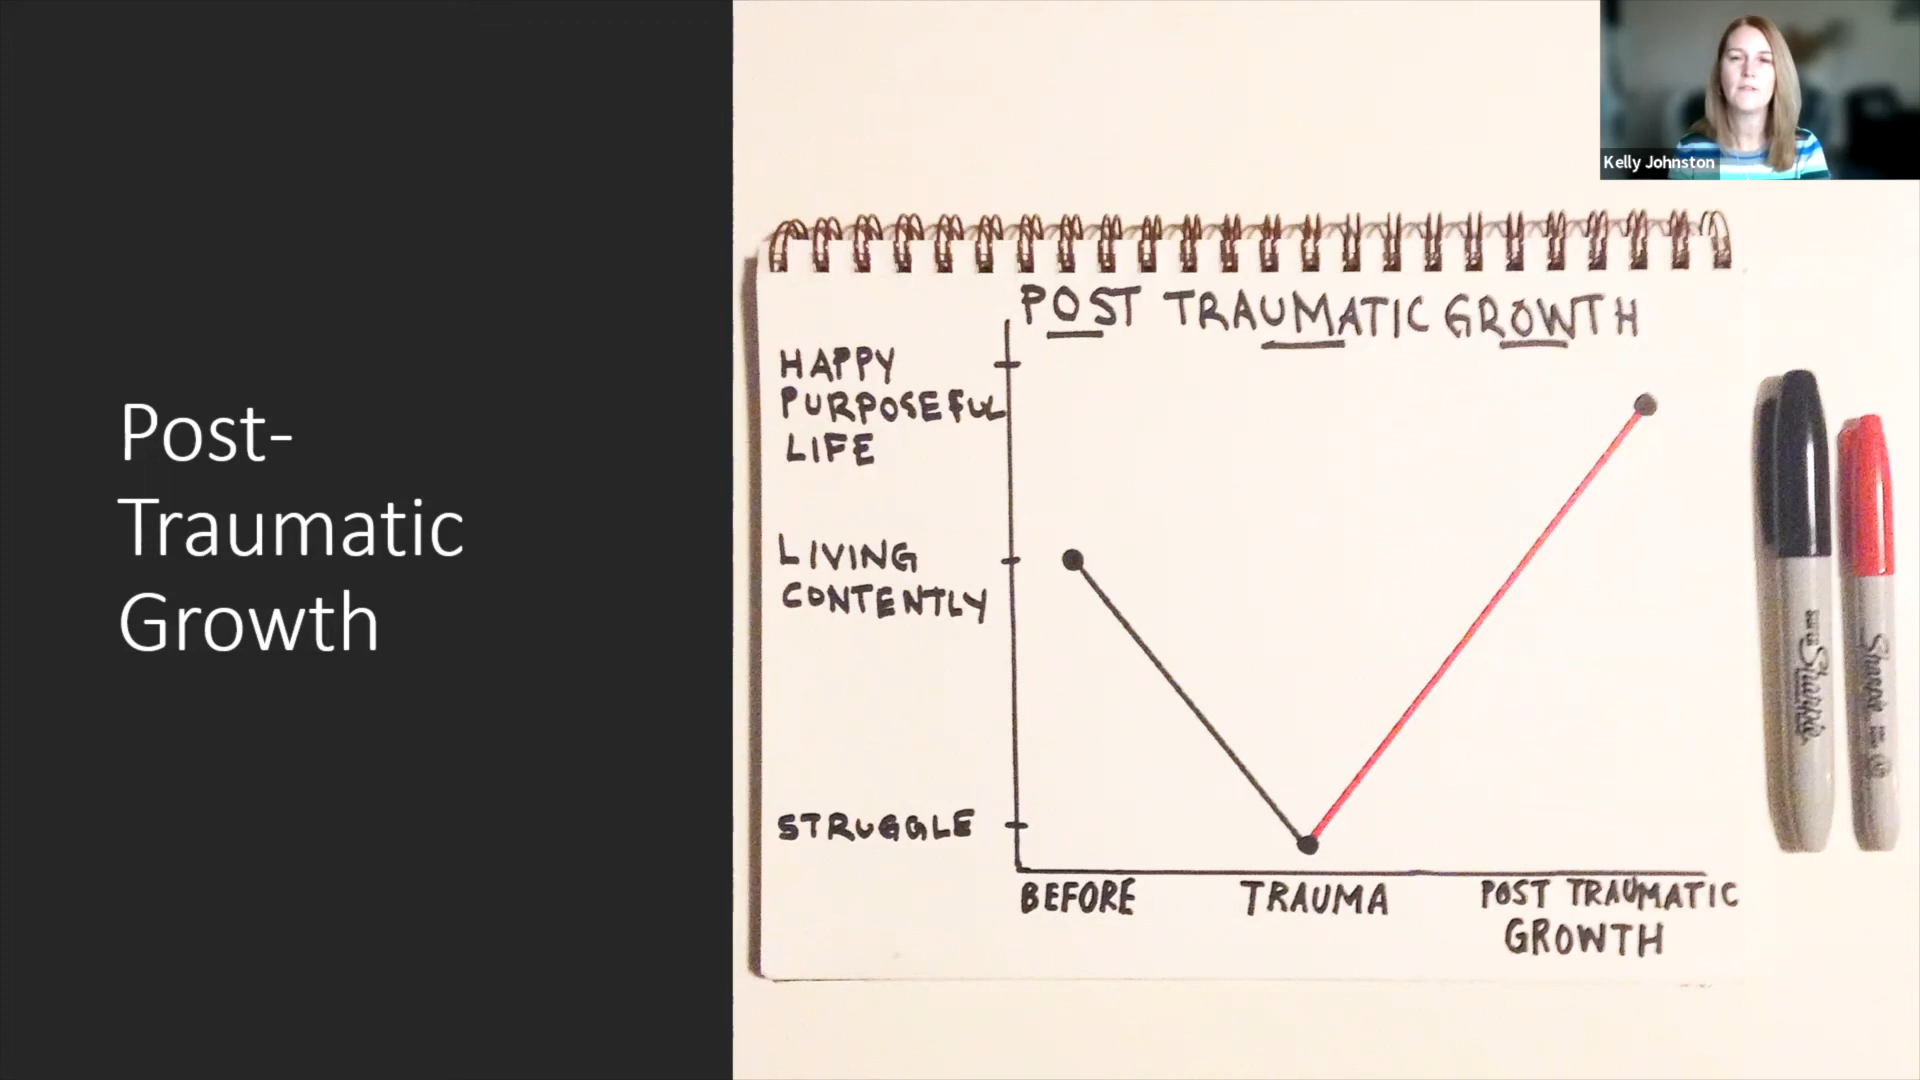 Post-
Traumatic
Growth
Kelly Johnston
POST TRAUMATIC GROWTH
HAPPY
PURPOSEFUL
LIFE
LIVING
CONTENTLY
STRUGGLE
BEFORE
TRAUMA
POST TRAUMATIC
GROWTH
Sharpie
Sharpie